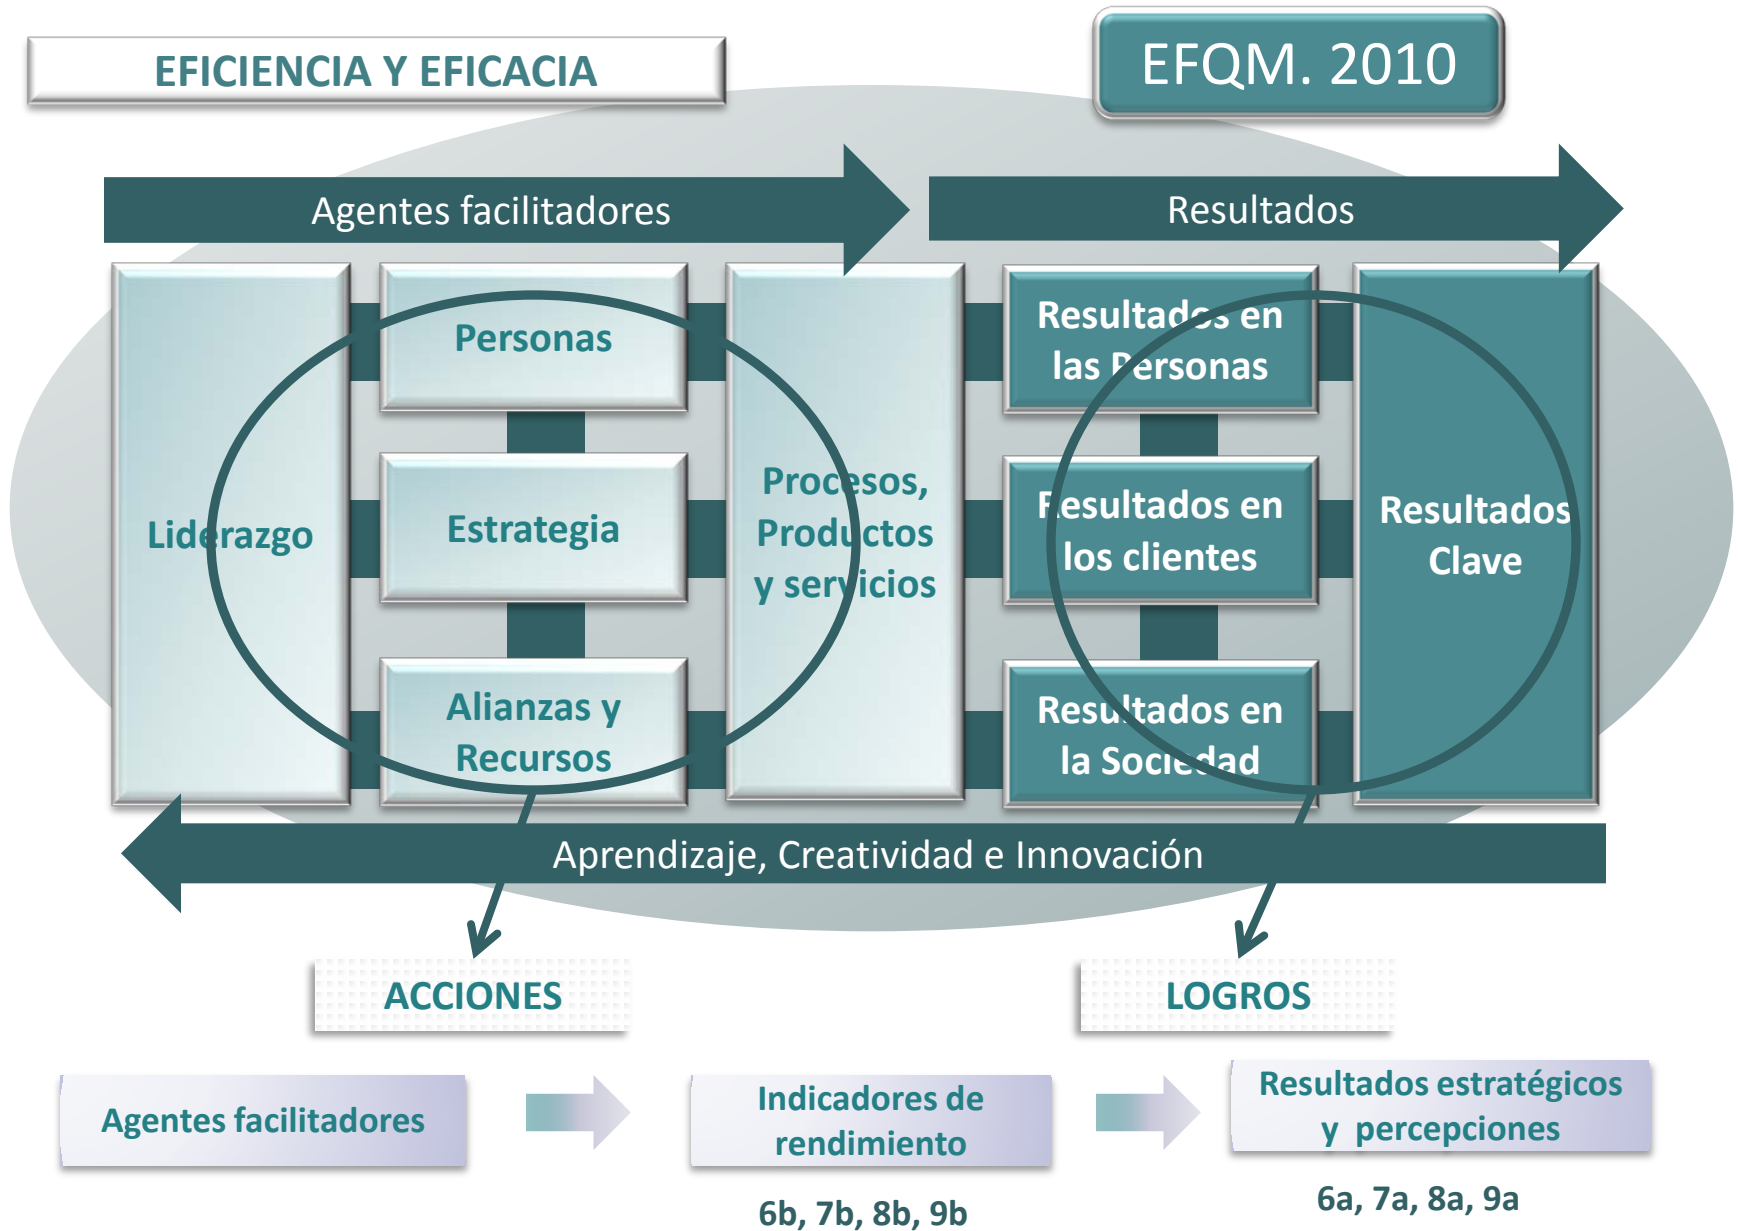 EFICIENCIA Y EFICACIA
EFQM. 2010
Agentes facilitadores
Resultados
Liderazgo
Personas
Estrategia
Alianzas y
Recursos
Procesos,
Productos
y servicios
Resultados en
las Personas
Resultados en
los clientes
Resultados en
la Sociedad
Resultados
Clave
Aprendizaje, Creatividad e Innovación
ACCIONES
LOGROS
Agentes facilitadores
Indicadores de
rendimiento
6b, 7b, 8b, 9b
Resultados estratégicos
y percepciones
6a, 7a, 8a, 9a